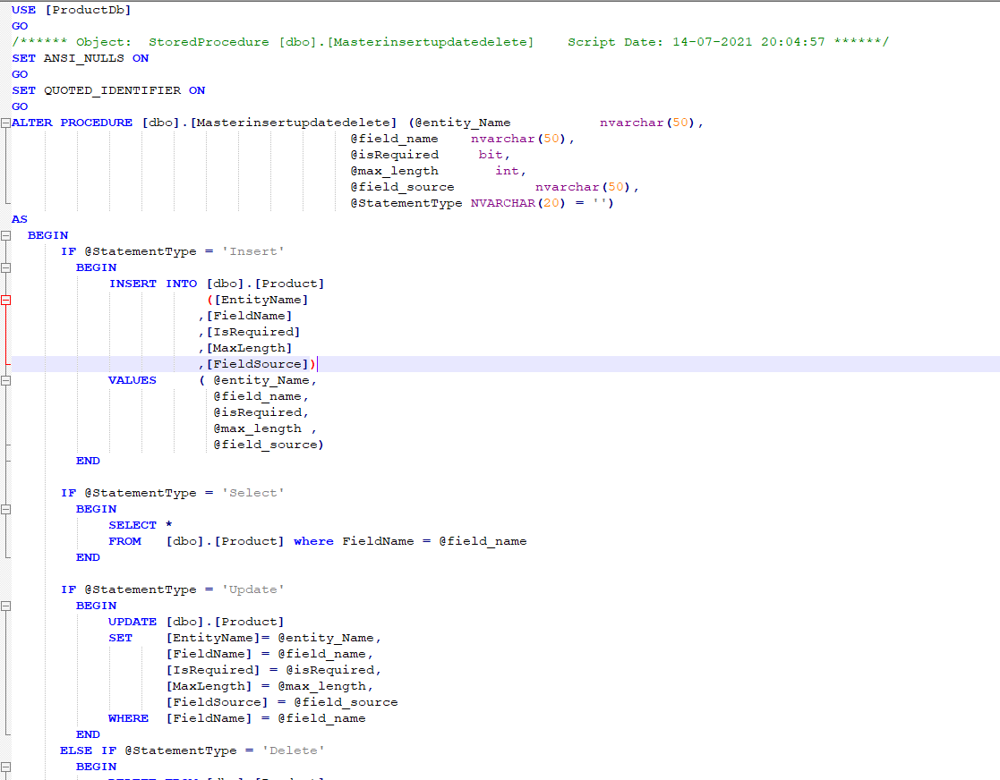 USE [ProductDb]
GO
/****** Object:  StoredProcedure [dbo].[Masterinsertupdatedelete]    Script Date: 14-07-2021 20:04:57 ******/
SET ANSI_NULLS ON
GO
SET QUOTED_IDENTIFIER ON
GO
ALTER PROCEDURE [dbo].[Masterinsertupdatedelete] (@entity_Name           nvarchar(50),
                                          @field_name    nvarchar(50),
                                          @isRequired     bit,
                                          @max_length       int,
                                          @field_source          nvarchar(50),
                                          @StatementType NVARCHAR(20) = '')
AS
  BEGIN
      IF @StatementType = 'Insert'
        BEGIN
            INSERT INTO [dbo].[Product]
                        ([EntityName]
                       ,[FieldName]
                       ,[IsRequired]
                       ,[MaxLength]
                       ,[FieldSource])
            VALUES     ( @entity_Name,
                         @field_name,
                         @isRequired,
                         @max_length ,
                         @field_source)
        END

      IF @StatementType = 'Select'
        BEGIN
            SELECT *
            FROM   [dbo].[Product] where FieldName = @field_name
        END

      IF @StatementType = 'Update'
        BEGIN
            UPDATE [dbo].[Product]
            SET    [EntityName]= @entity_Name,
                   [FieldName] = @field_name,
                   [IsRequired] = @isRequired,
                   [MaxLength] = @max_length,
                   [FieldSource] = @field_source
            WHERE  [FieldName] = @field_name
        END
      ELSE IF @StatementType = 'Delete'
        BEGIN